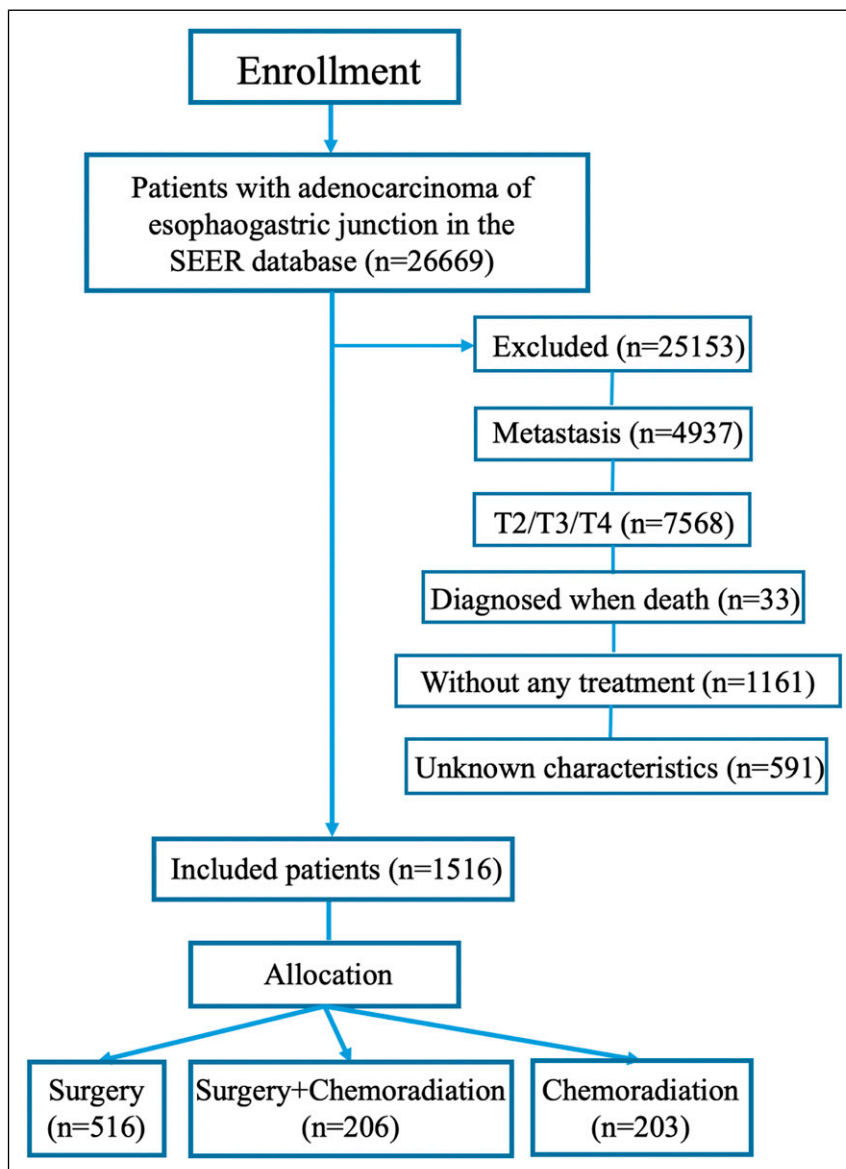 Enrollment
Patients with adenocarcinoma of
esophaogastric junction in the
SEER database (n=26669)
Excluded (n=25153)
Metastasis (n=4937)
T2/T3/T4 (n=7568)
Diagnosed when death (n=33)
Without any treatment (n=1161)
Unknown characteristics (n=591)
Included patients (n=1516)
Allocation
Surgery
(n=516)
Surgery+Chemoradiation
(n=206)
Chemoradiation
(n=203)